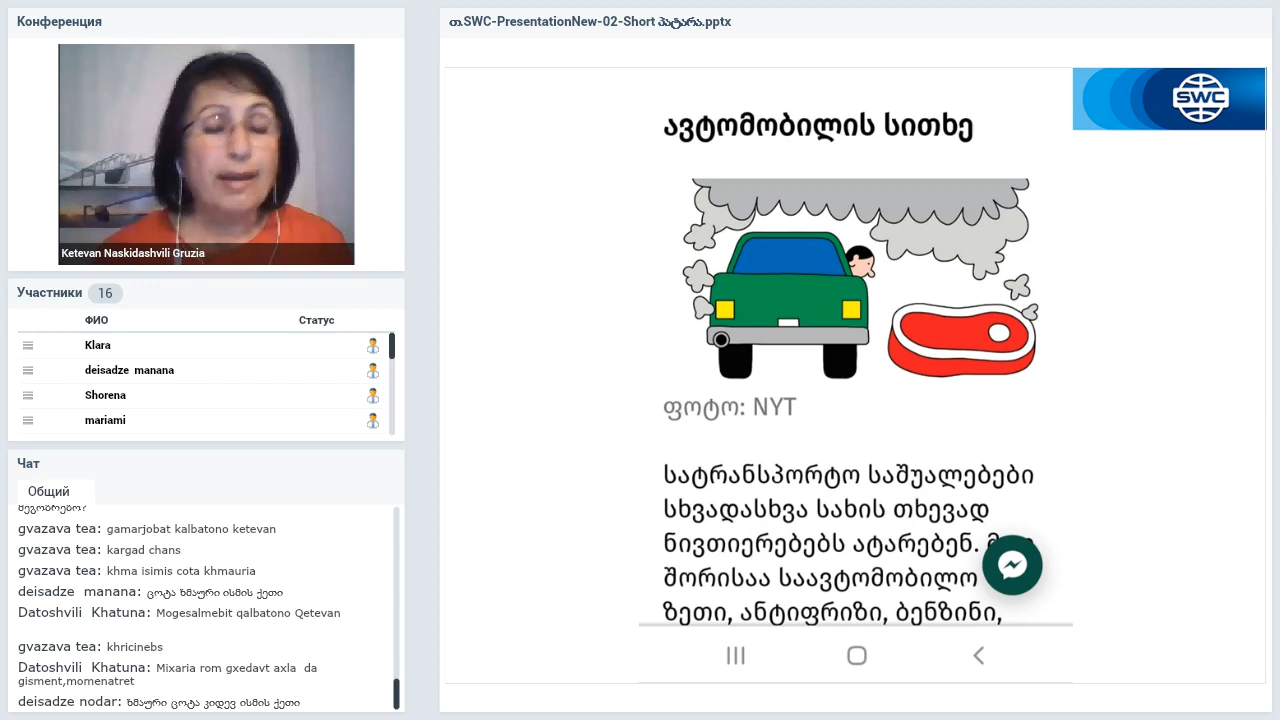 Конференция
Ketevan Naskidashvili Gruzia
Участники 16
ФИО Статус
Klara
deisadze manana
Shorena
mariami
Чат
Общий
gvazava tea: gamarjobat kalbatono ketevan
gvazava tea: kargad chans
gvazava tea: khma isimis cota khmauria
deisadze manana: ცოტა ხმაური ისმის ქეთი
Datoshvili Khatuna: Mogesalmebit qalbatono Qetevan
gvazava tea: khricinebs
Datoshvili Khatuna: Mixaria rom gxedavt axla da
gisment,momenatret
deisadze nodar: ხმაური ცოტა კიდევ ისმის ქეთი
თ.SWC-PresentationNew-02-Short პატარა.pptx
SWC
ავტომობილის სითხე
ფოტო: NYT
სატრანსპორტო საშუალებები
სხვადასხვა სახის თხევად
ნივთიერებებს ატარებენ.
შორისაა საავტომობილო
ზეთი, ანტიფრიზი, ბენზინი,